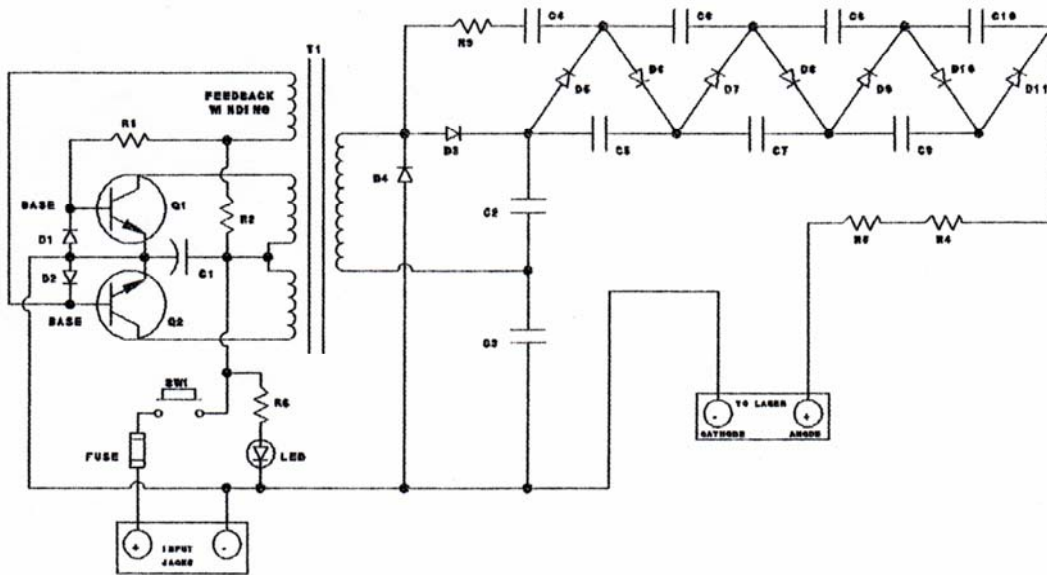 C4
C6
C8
C10
R3
T1
FEEDBACK
WINDING
D5
D6
D7
D8
D9
D10
D11
R1
D3
C5
C7
C9
D4
BASE
Q1
R2
C2
D1
C1
D2
R5
R4
BASE
Q2
C3
SW1
R6
TO LASER
-
+
CATHODE
ANODE
FUSE
LED
+
INPUT
JACKS
-